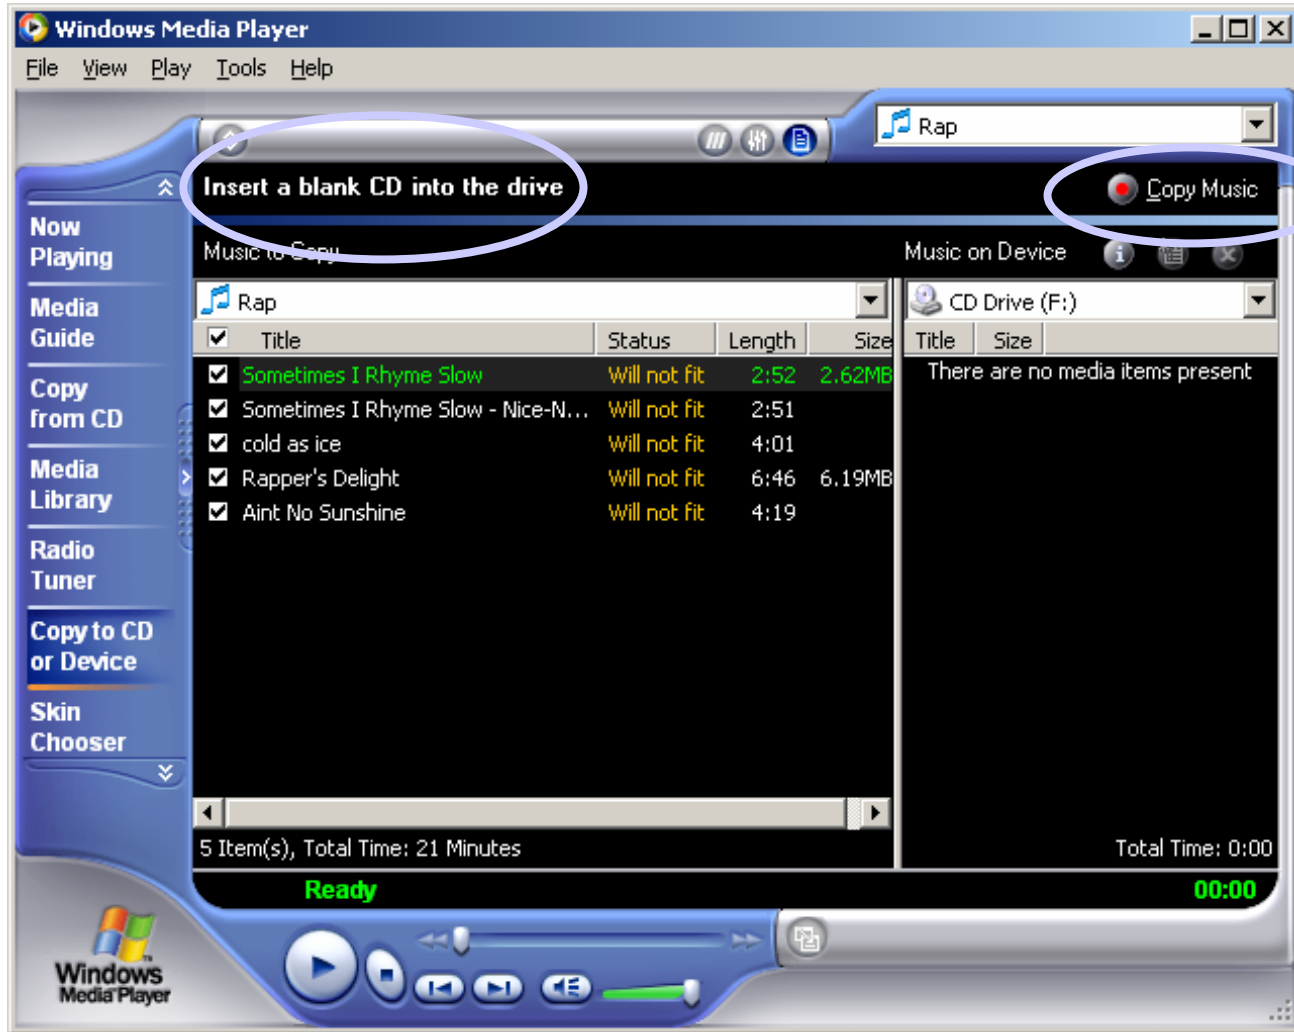 Windows Media Player
File View Play Tools Help
Rap
Insert a blank CD into the drive
Copy Music
Now
Playing
Media
Guide
Copy
from CD
Media
Library
Radio
Tuner
Copy to CD
or Device
Skin
Chooser
Music to Copy
Music on Device
Rap
CD Drive (F:)
Title Status Length Size
Title Size
Sometimes I Rhyme Slow Will not fit 2:52 2.62MB
There are no media items present
Sometimes I Rhyme Slow - Nice-N... Will not fit 2:51
cold as ice Will not fit 4:01
Rapper's Delight Will not fit 6:46 6.19MB
Aint No Sunshine Will not fit 4:19
5 Item(s), Total Time: 21 Minutes
Total Time: 0:00
Ready 00:00
Windows
Media Player